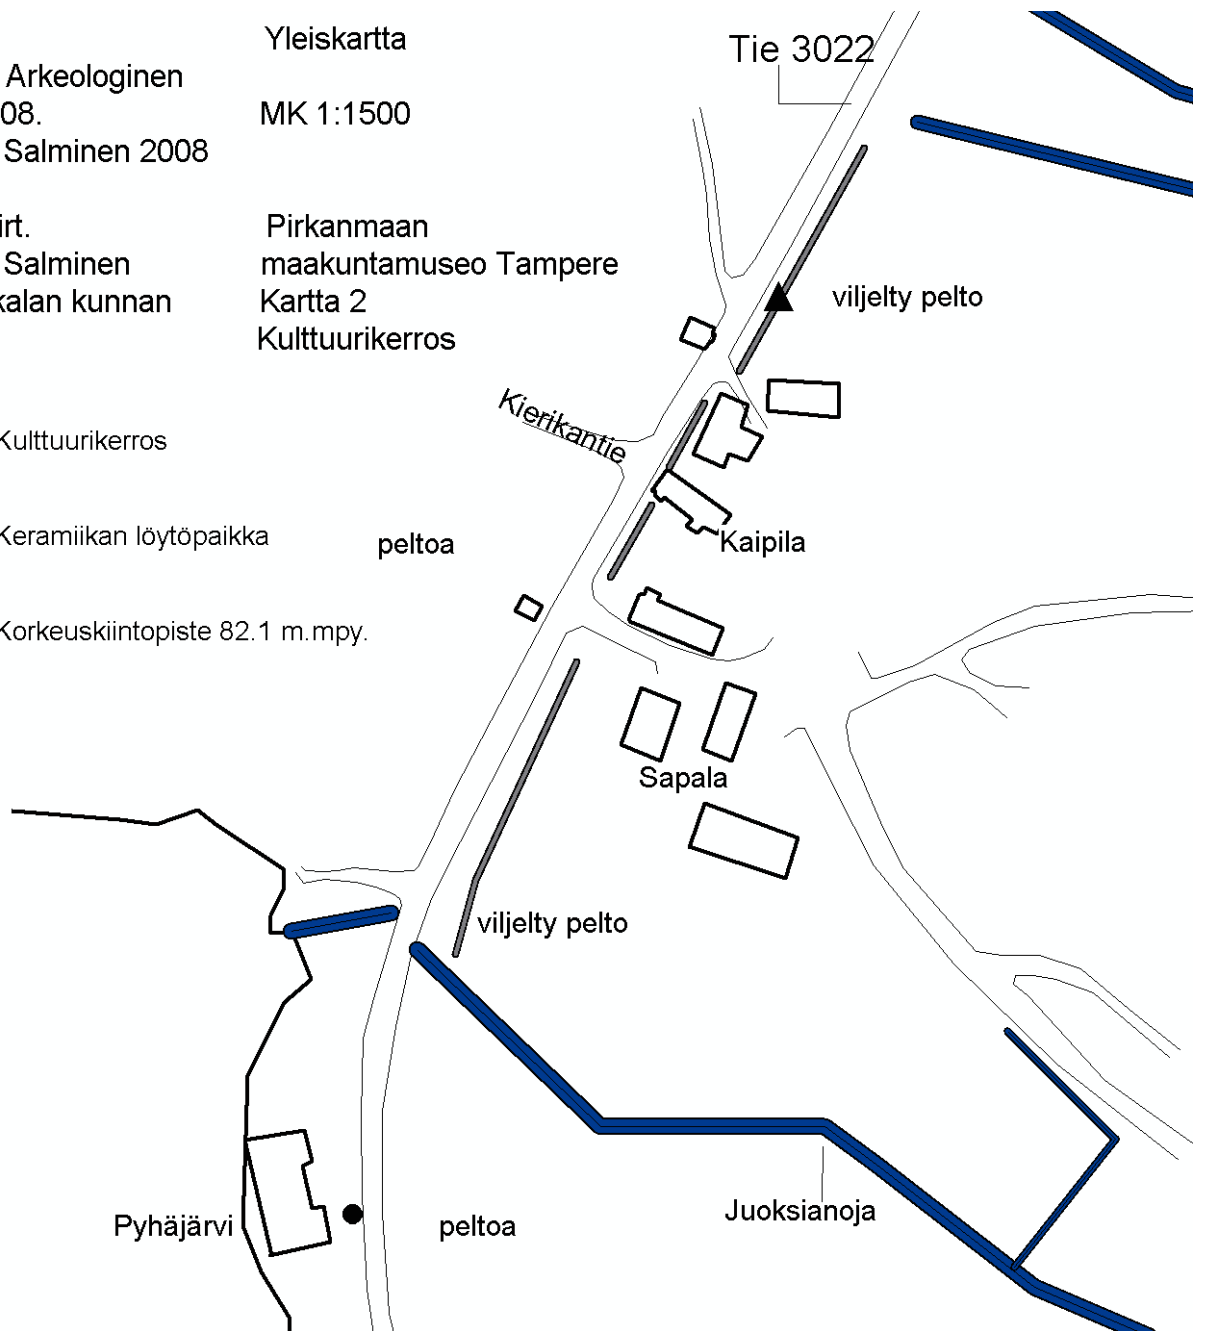 Yleiskartta
Arkeologinen
08.
MK 1:1500
Salminen 2008
irt.
Pirkanmaan
Salminen
maakuntamuseo Tampere
kalan kunnan
Kartta 2
Kulttuurikerros
Kulttuurikerros
Keramiikan löytöpaikka
Korkeuskiintopiste 82.1 m.mpy.
Tie 3022
viljelty pelto
Kierikantie
peltoa
Kaipila
Sapala
viljelty pelto
Juoksianoja
Pyhäjärvi
peltoa